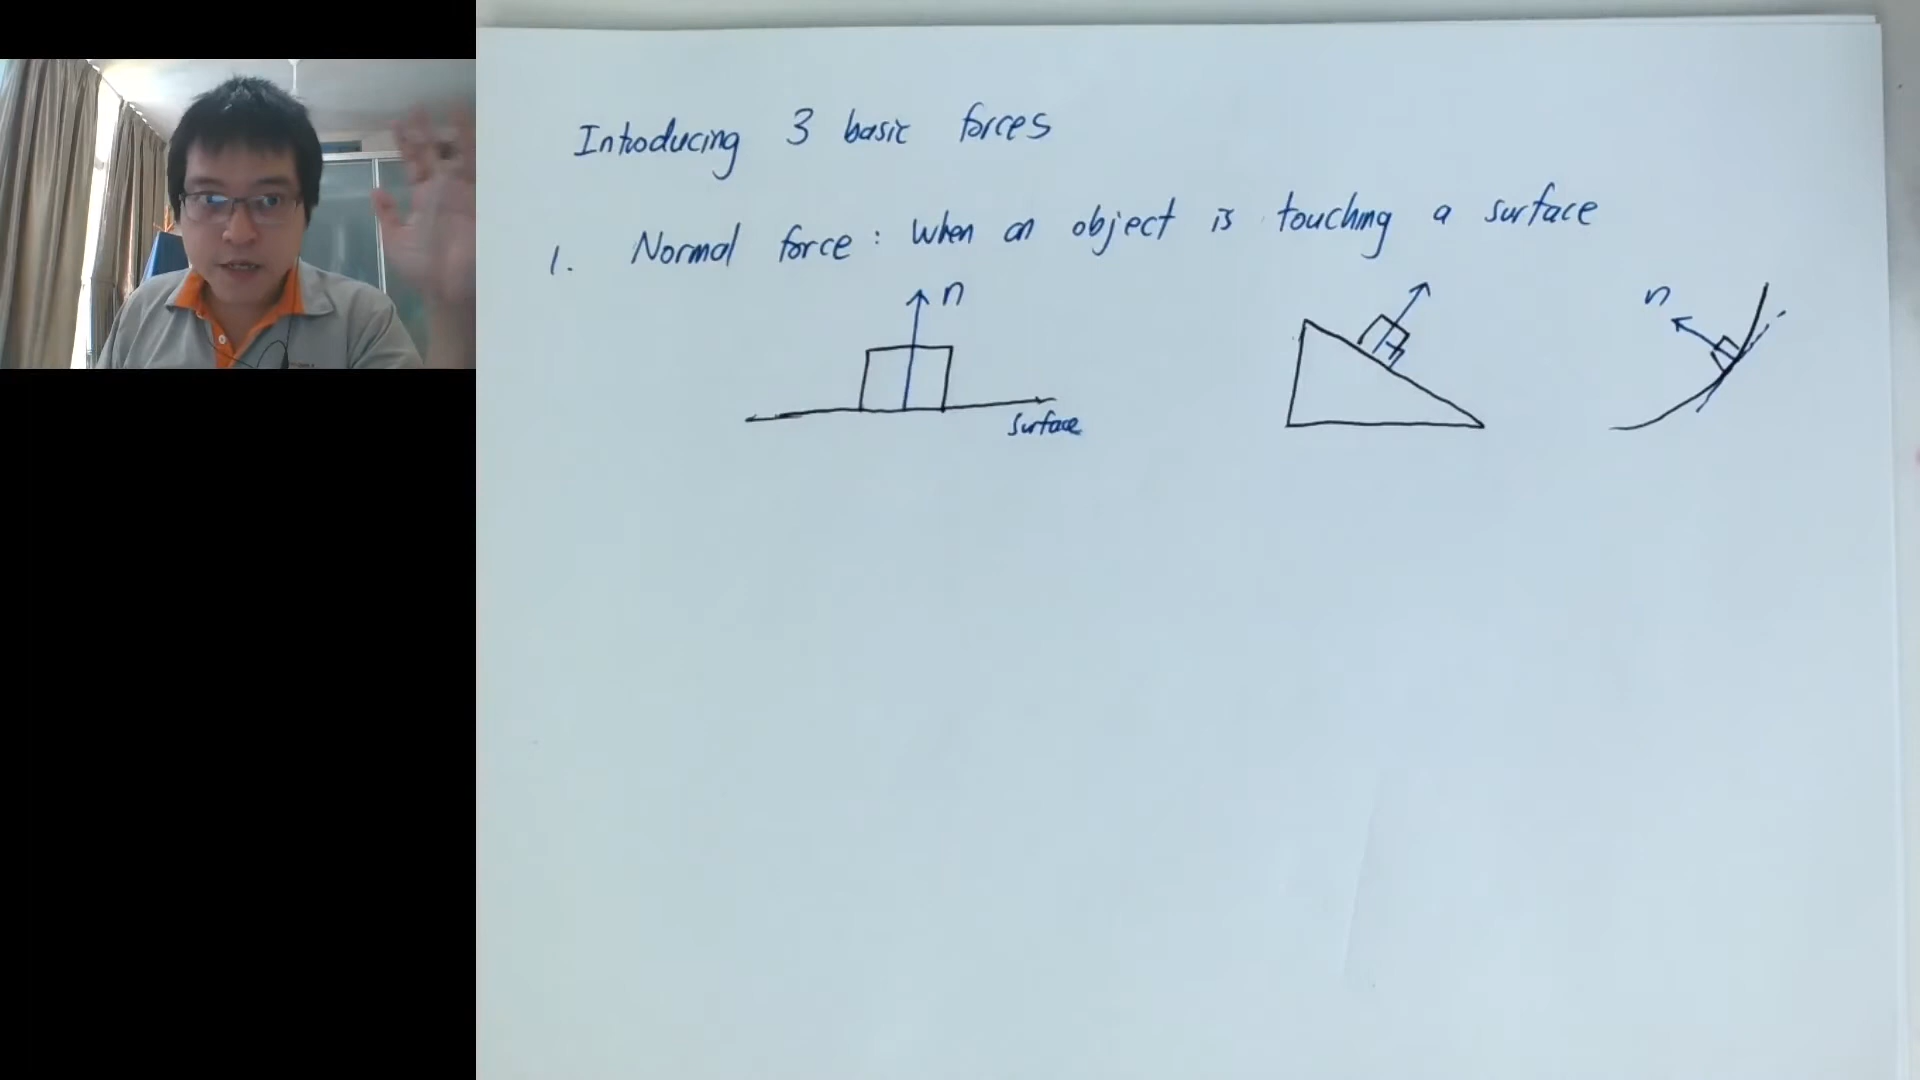 Introducing 3 basic forces
1. Normal force : When an object is touching a surface
n
n
Surface